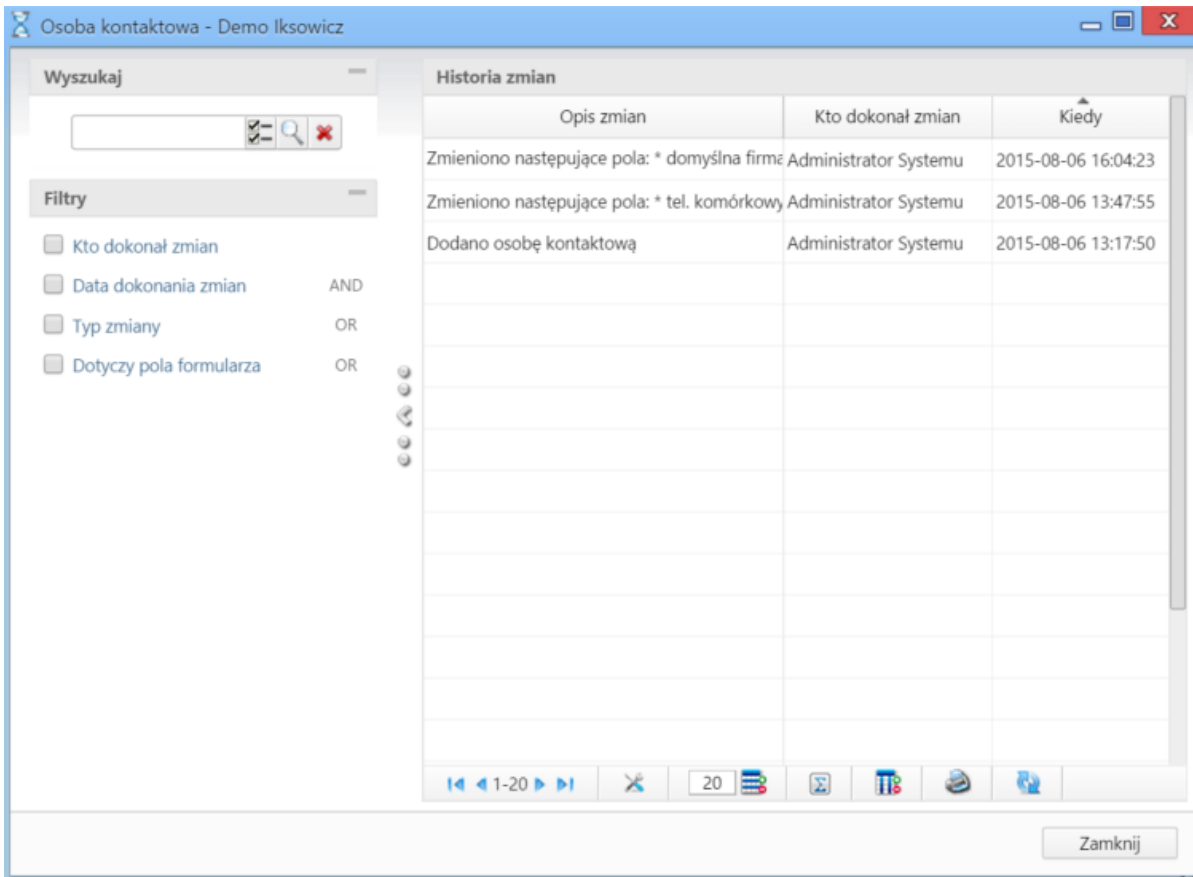 Osoba kontaktowa - Demo Iksowicz
Wyszukaj
Filtry
Kto dokonał zmian
Data dokonania zmian AND
Typ zmiany OR
Dotyczy pola formularza OR
Historia zmian
Opis zmian Kto dokonał zmian Kiedy
Zmieniono następujące pola: * domyślna firma Administrator Systemu 2015-08-06 16:04:23
Zmieniono następujące pola: * tel. komórkowy Administrator Systemu 2015-08-06 13:47:55
Dodano osobę kontaktową Administrator Systemu 2015-08-06 13:17:50
1-20 20
Zamknij